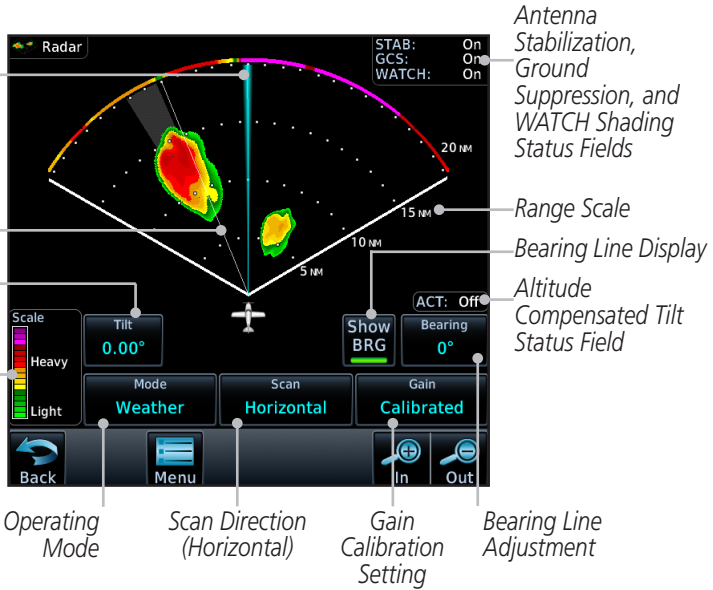 Radar
STAB: On
GCS: On
WATCH: On
Antenna
Stabilization,
Ground
Suppression, and
WATCH Shading
Status Fields
20 NM
15 NM
10 NM
5 NM
Range Scale
Bearing Line Display
ACT: Off
Altitude
Compensated Tilt
Status Field
Scale
Heavy
Light
Tilt
0.00°
Show
BRG
Bearing
0°
Mode
Weather
Scan
Horizontal
Gain
Calibrated
Back
Menu
In
Out
Operating
Mode
Scan Direction
(Horizontal)
Gain
Calibration
Setting
Bearing Line
Adjustment